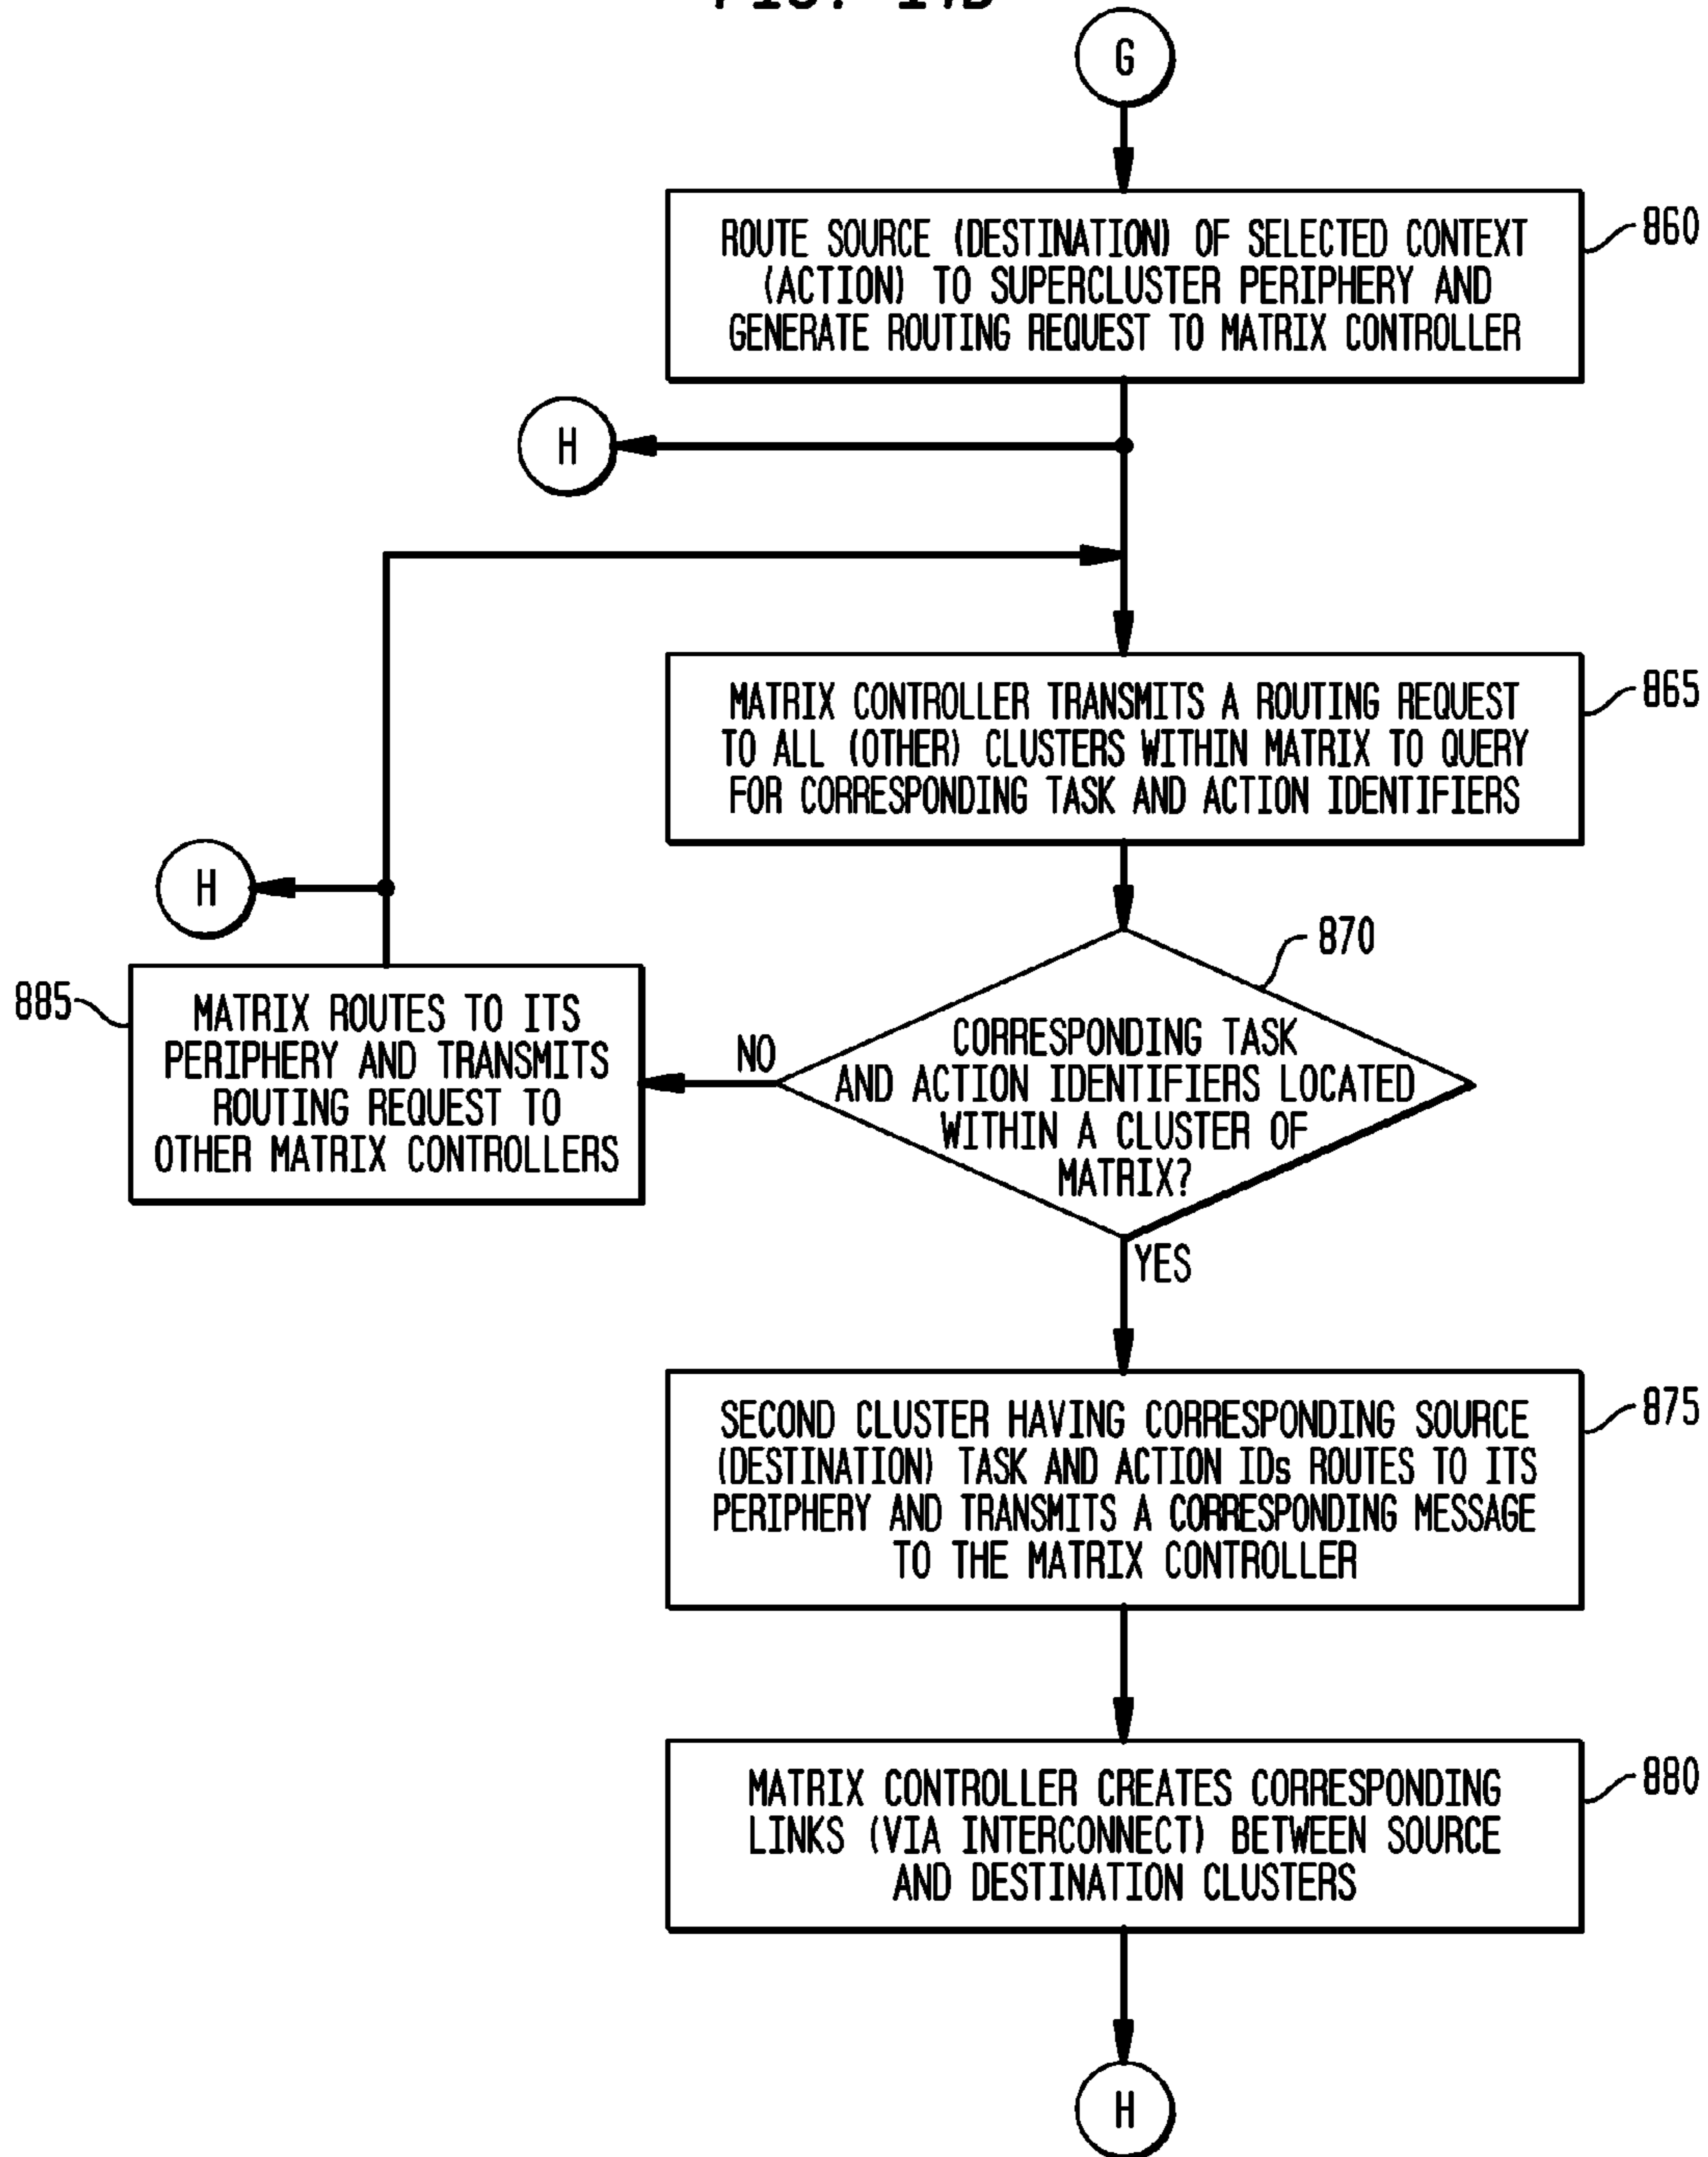 G
ROUTE SOURCE (DESTINATION) OF SELECTED CONTEXT
(ACTION) TO SUPERCLUSTER PERIPHERY AND
GENERATE ROUTING REQUEST TO MATRIX CONTROLLER
860
H
MATRIX CONTROLLER TRANSMITS A ROUTING REQUEST
TO ALL (OTHER) CLUSTERS WITHIN MATRIX TO QUERY
FOR CORRESPONDING TASK AND ACTION IDENTIFIERS
865
H
870
885
MATRIX ROUTES TO ITS
PERIPHERY AND TRANSMITS
ROUTING REQUEST TO
OTHER MATRIX CONTROLLERS
NO
CORRESPONDING TASK
AND ACTION IDENTIFIERS LOCATED
WITHIN A CLUSTER OF
MATRIX?
YES
SECOND CLUSTER HAVING CORRESPONDING SOURCE
(DESTINATION) TASK AND ACTION IDs ROUTES TO ITS
PERIPHERY AND TRANSMITS A CORRESPONDING MESSAGE
TO THE MATRIX CONTROLLER
875
MATRIX CONTROLLER CREATES CORRESPONDING
LINKS (VIA INTERCONNECT) BETWEEN SOURCE
AND DESTINATION CLUSTERS
880
H